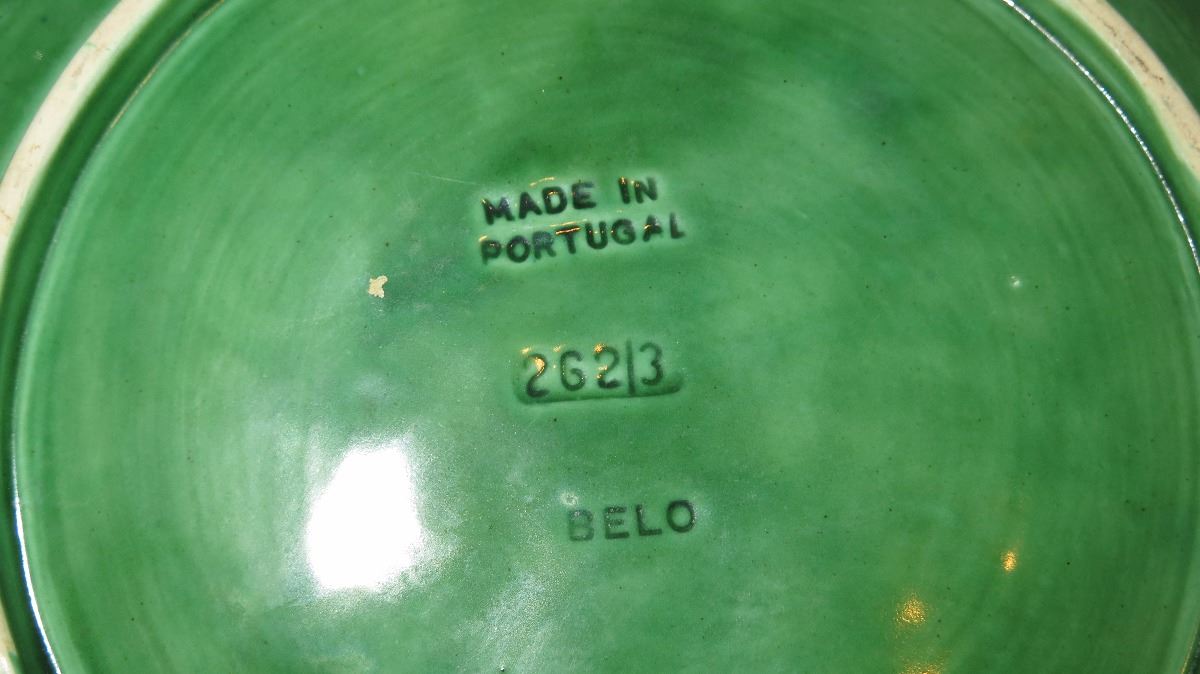 MADE IN
PORTUGAL
262/3
BELO